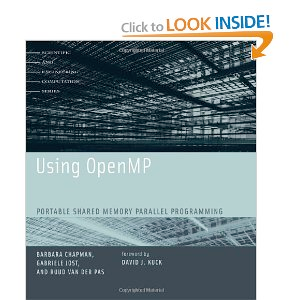 Click to LOOK INSIDE!
SCIENTIFIC
AND
ENGINEERING
COMPUTATION
SERIES
Using OpenMP
PORTABLE SHARED MEMORY PARALLEL PROGRAMMING
BARBARA CHAPMAN,
GABRIELE JOST,
AND RUUD VAN DER PAS
foreword by
DAVID J. KUCK